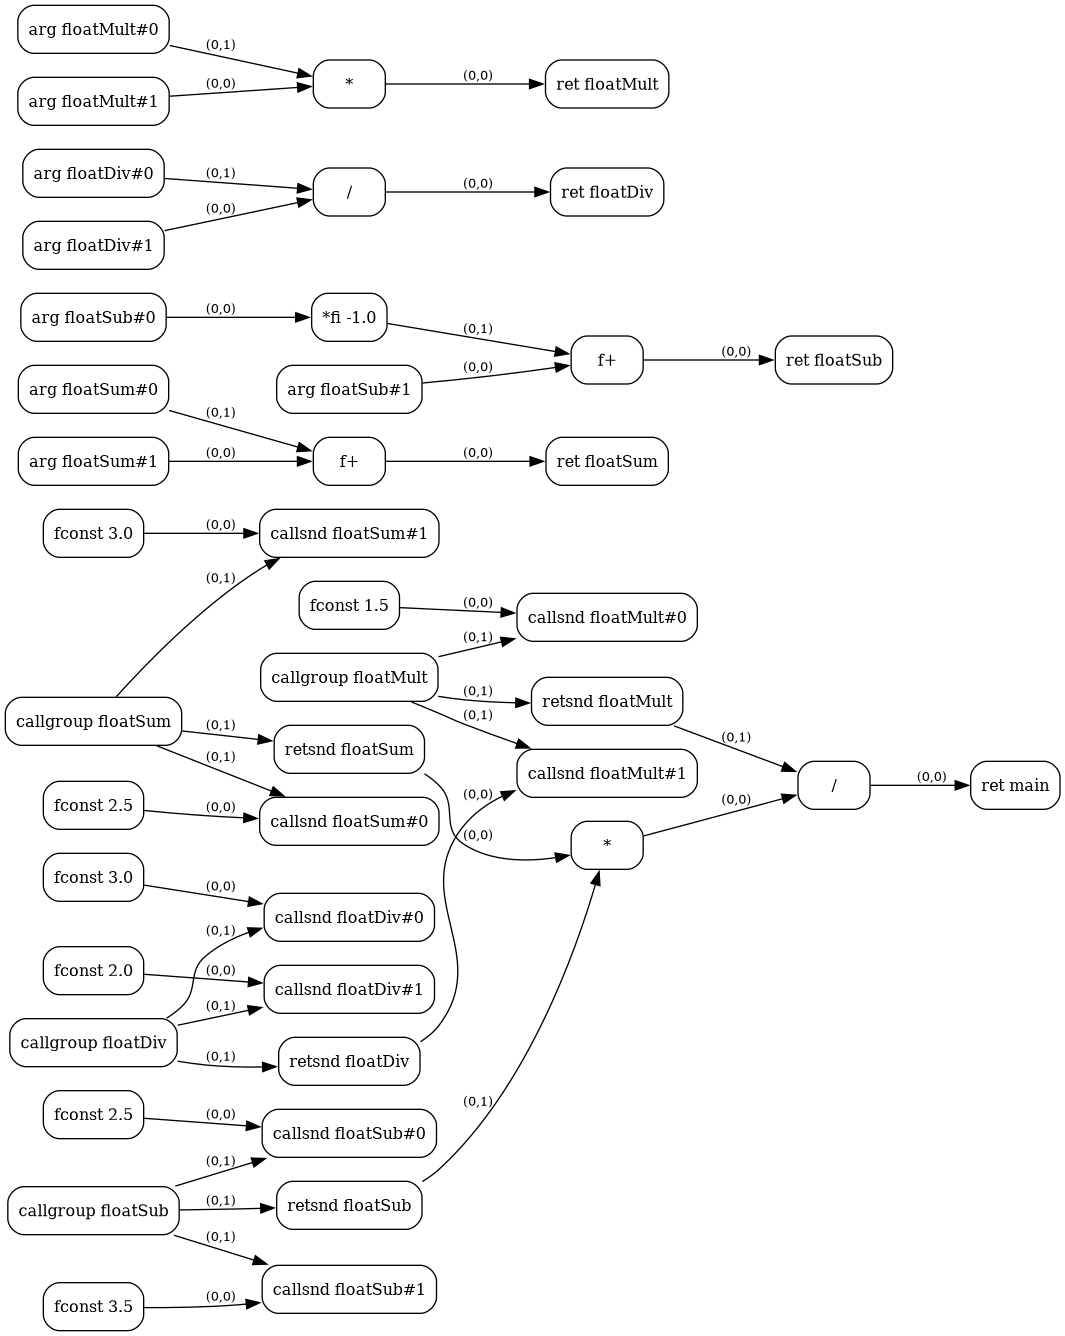 arg floatMult#0
(0,1)
arg floatMult#1
(0,0)
*
(0,0)
ret floatMult
arg floatDiv#0
(0,1)
/
(0,0)
ret floatDiv
(0,0)
arg floatDiv#1
arg floatSub#0
(0,0)
*fi -1.0
(0,1)
f+
(0,0)
ret floatSub
arg floatSum#0
(0,1)
arg floatSub#1
(0,0)
arg floatSum#1
(0,0)
f+
(0,0)
ret floatSum
fconst 3.0
(0,0)
callsnd floatSum#1
(0,1)
fconst 1.5
(0,0)
callsnd floatMult#0
(0,1)
callgroup floatMult
(0,1)
retsnd floatMult
(0,1)
callgroup floatSum
(0,1)
retsnd floatSum
(0,1)
(0,1)
callsnd floatMult#1
/
(0,0)
ret main
fconst 2.5
(0,0)
callsnd floatSum#0
(0,0)
(0,0)
(0,0)
*
fconst 3.0
(0,0)
callsnd floatDiv#0
(0,1)
fconst 2.0
(0,0)
callsnd floatDiv#1
(0,1)
callgroup floatDiv
(0,1)
retsnd floatDiv
(0,1)
fconst 2.5
(0,0)
callsnd floatSub#0
(0,1)
callgroup floatSub
(0,1)
retsnd floatSub
(0,1)
callsnd floatSub#1
fconst 3.5
(0,0)